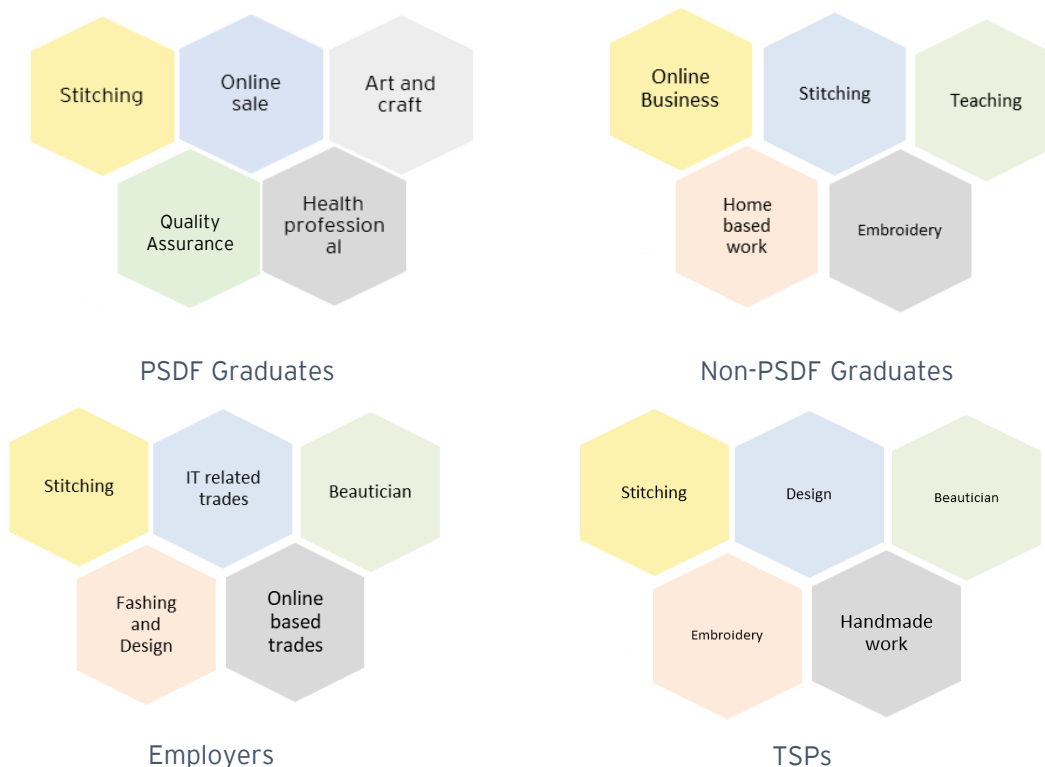 Stitching
Online
sale
Art and
craft
Quality
Assurance
Health
profession
al
PSDF Graduates
Online
Business
Stitching
Teaching
Home
based
work
Embroidery
Non-PSDF Graduates
Stitching
IT related
trades
Beautician
Fashing
and
Design
Online
based
trades
Employers
Stitching
Design
Beautician
Embroidery
Handmade
work
TSPs